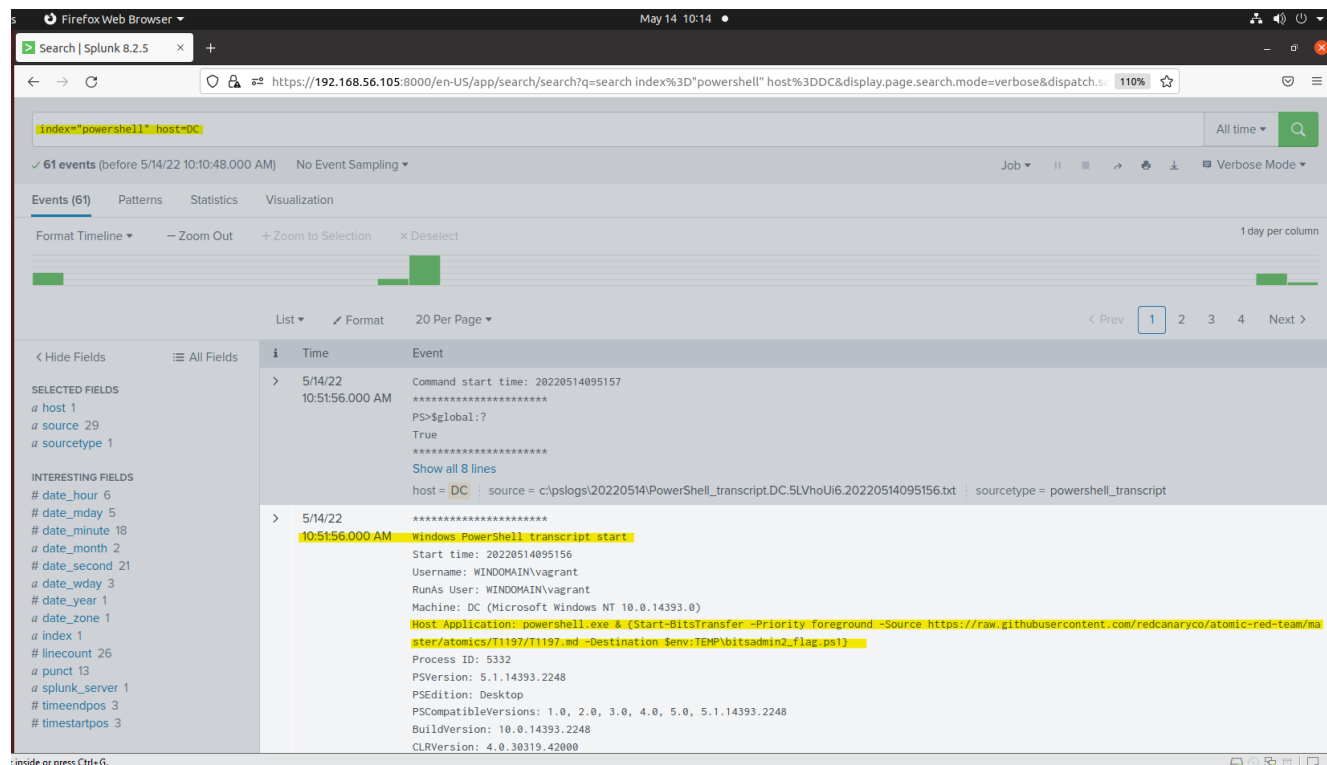 s Firefox Web Browser May 14 10:14
Search | Splunk 8.2.5 × +
https://192.168.56.105:8000/en-US/app/search/search?q=search index%3D"powershell" host%3DDC&display.page.search.mode=verbose&dispatch.s 110%
index="powershell" host=DC All time
✓ 61 events (before 5/14/22 10:10:48.000 AM) No Event Sampling Job Verbose Mode
Events (61) Patterns Statistics Visualization
Format Timeline — Zoom Out + Zoom to Selection × Deselect 1 day per column
List Format 20 Per Page < Prev 1 2 3 4 Next >
< Hide Fields All Fields i Time Event
SELECTED FIELDS
a host 1
a source 29
a sourcetype 1
INTERESTING FIELDS
# date_hour 6
# date_mday 5
# date_minute 18
a date_month 2
# date_second 21
a date_wday 3
# date_year 1
a date_zone 1
a index 1
# linecount 26
a punct 13
a splunk_server 1
# timeendpos 3
# timestartpos 3
> 5/14/22
10:51:56.000 AM
Command start time: 20220514095157
**********************
PS>$global:?
True
**********************
Show all 8 lines
host = DC source = c:\pslogs\20220514\PowerShell_transcript.DC.5LVhoUi6.20220514095156.txt sourcetype = powershell_transcript
> 5/14/22
10:51:56.000 AM
**********************
Windows PowerShell transcript start
Start time: 20220514095156
Username: WINDOMAIN\vagrant
RunAs User: WINDOMAIN\vagrant
Machine: DC (Microsoft Windows NT 10.0.14393.0)
Host Application: powershell.exe & {Start-BitsTransfer -Priority foreground -Source https://raw.githubusercontent.com/redcanaryco/atomic-red-team/ma
ster/atomics/T1197/T1197.md -Destination $env:TEMP\bitsadmin2_flag.ps1}
Process ID: 5332
PSVersion: 5.1.14393.2248
PSEdition: Desktop
PSCompatibleVersions: 1.0, 2.0, 3.0, 4.0, 5.0, 5.1.14393.2248
BuildVersion: 10.0.14393.2248
CLRVersion: 4.0.30319.42000
inside or press Ctrl+G.